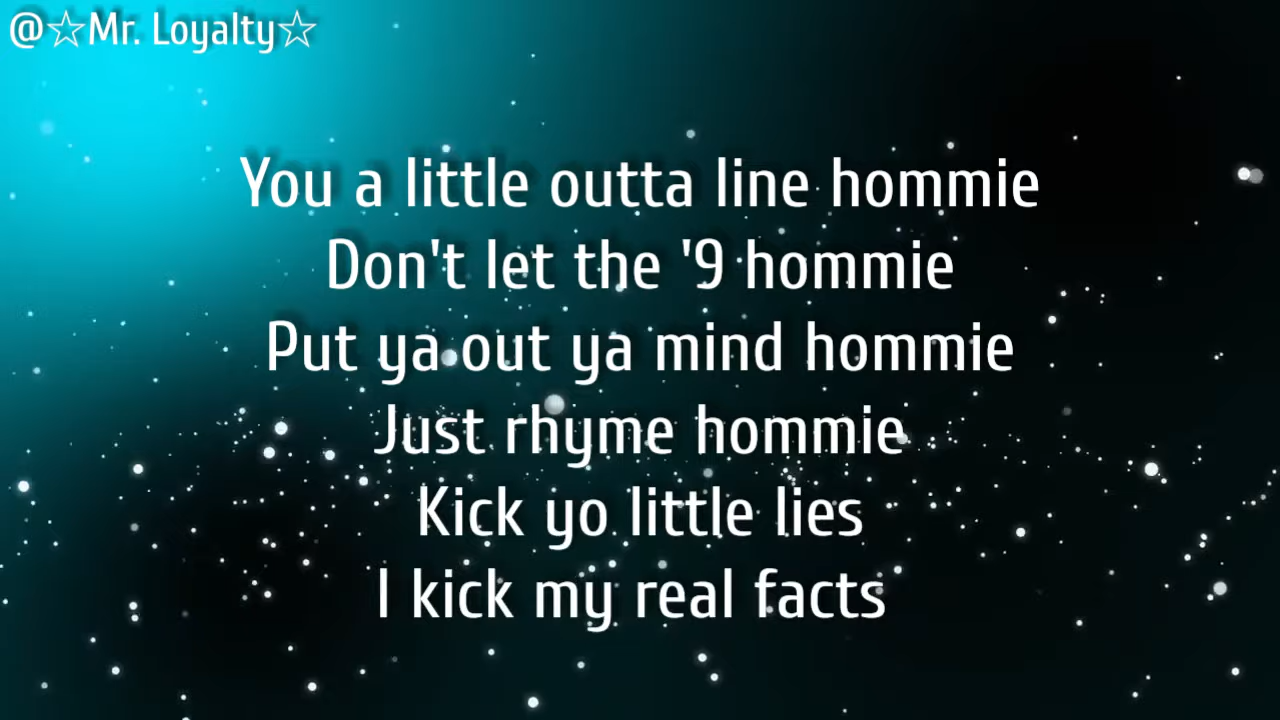 @☆Mr. Loyalty☆
You a little outta line hommie
Don't let the '9 hommie
Put ya out ya mind hommie
Just rhyme hommie
Kick yo little lies
I kick my real facts